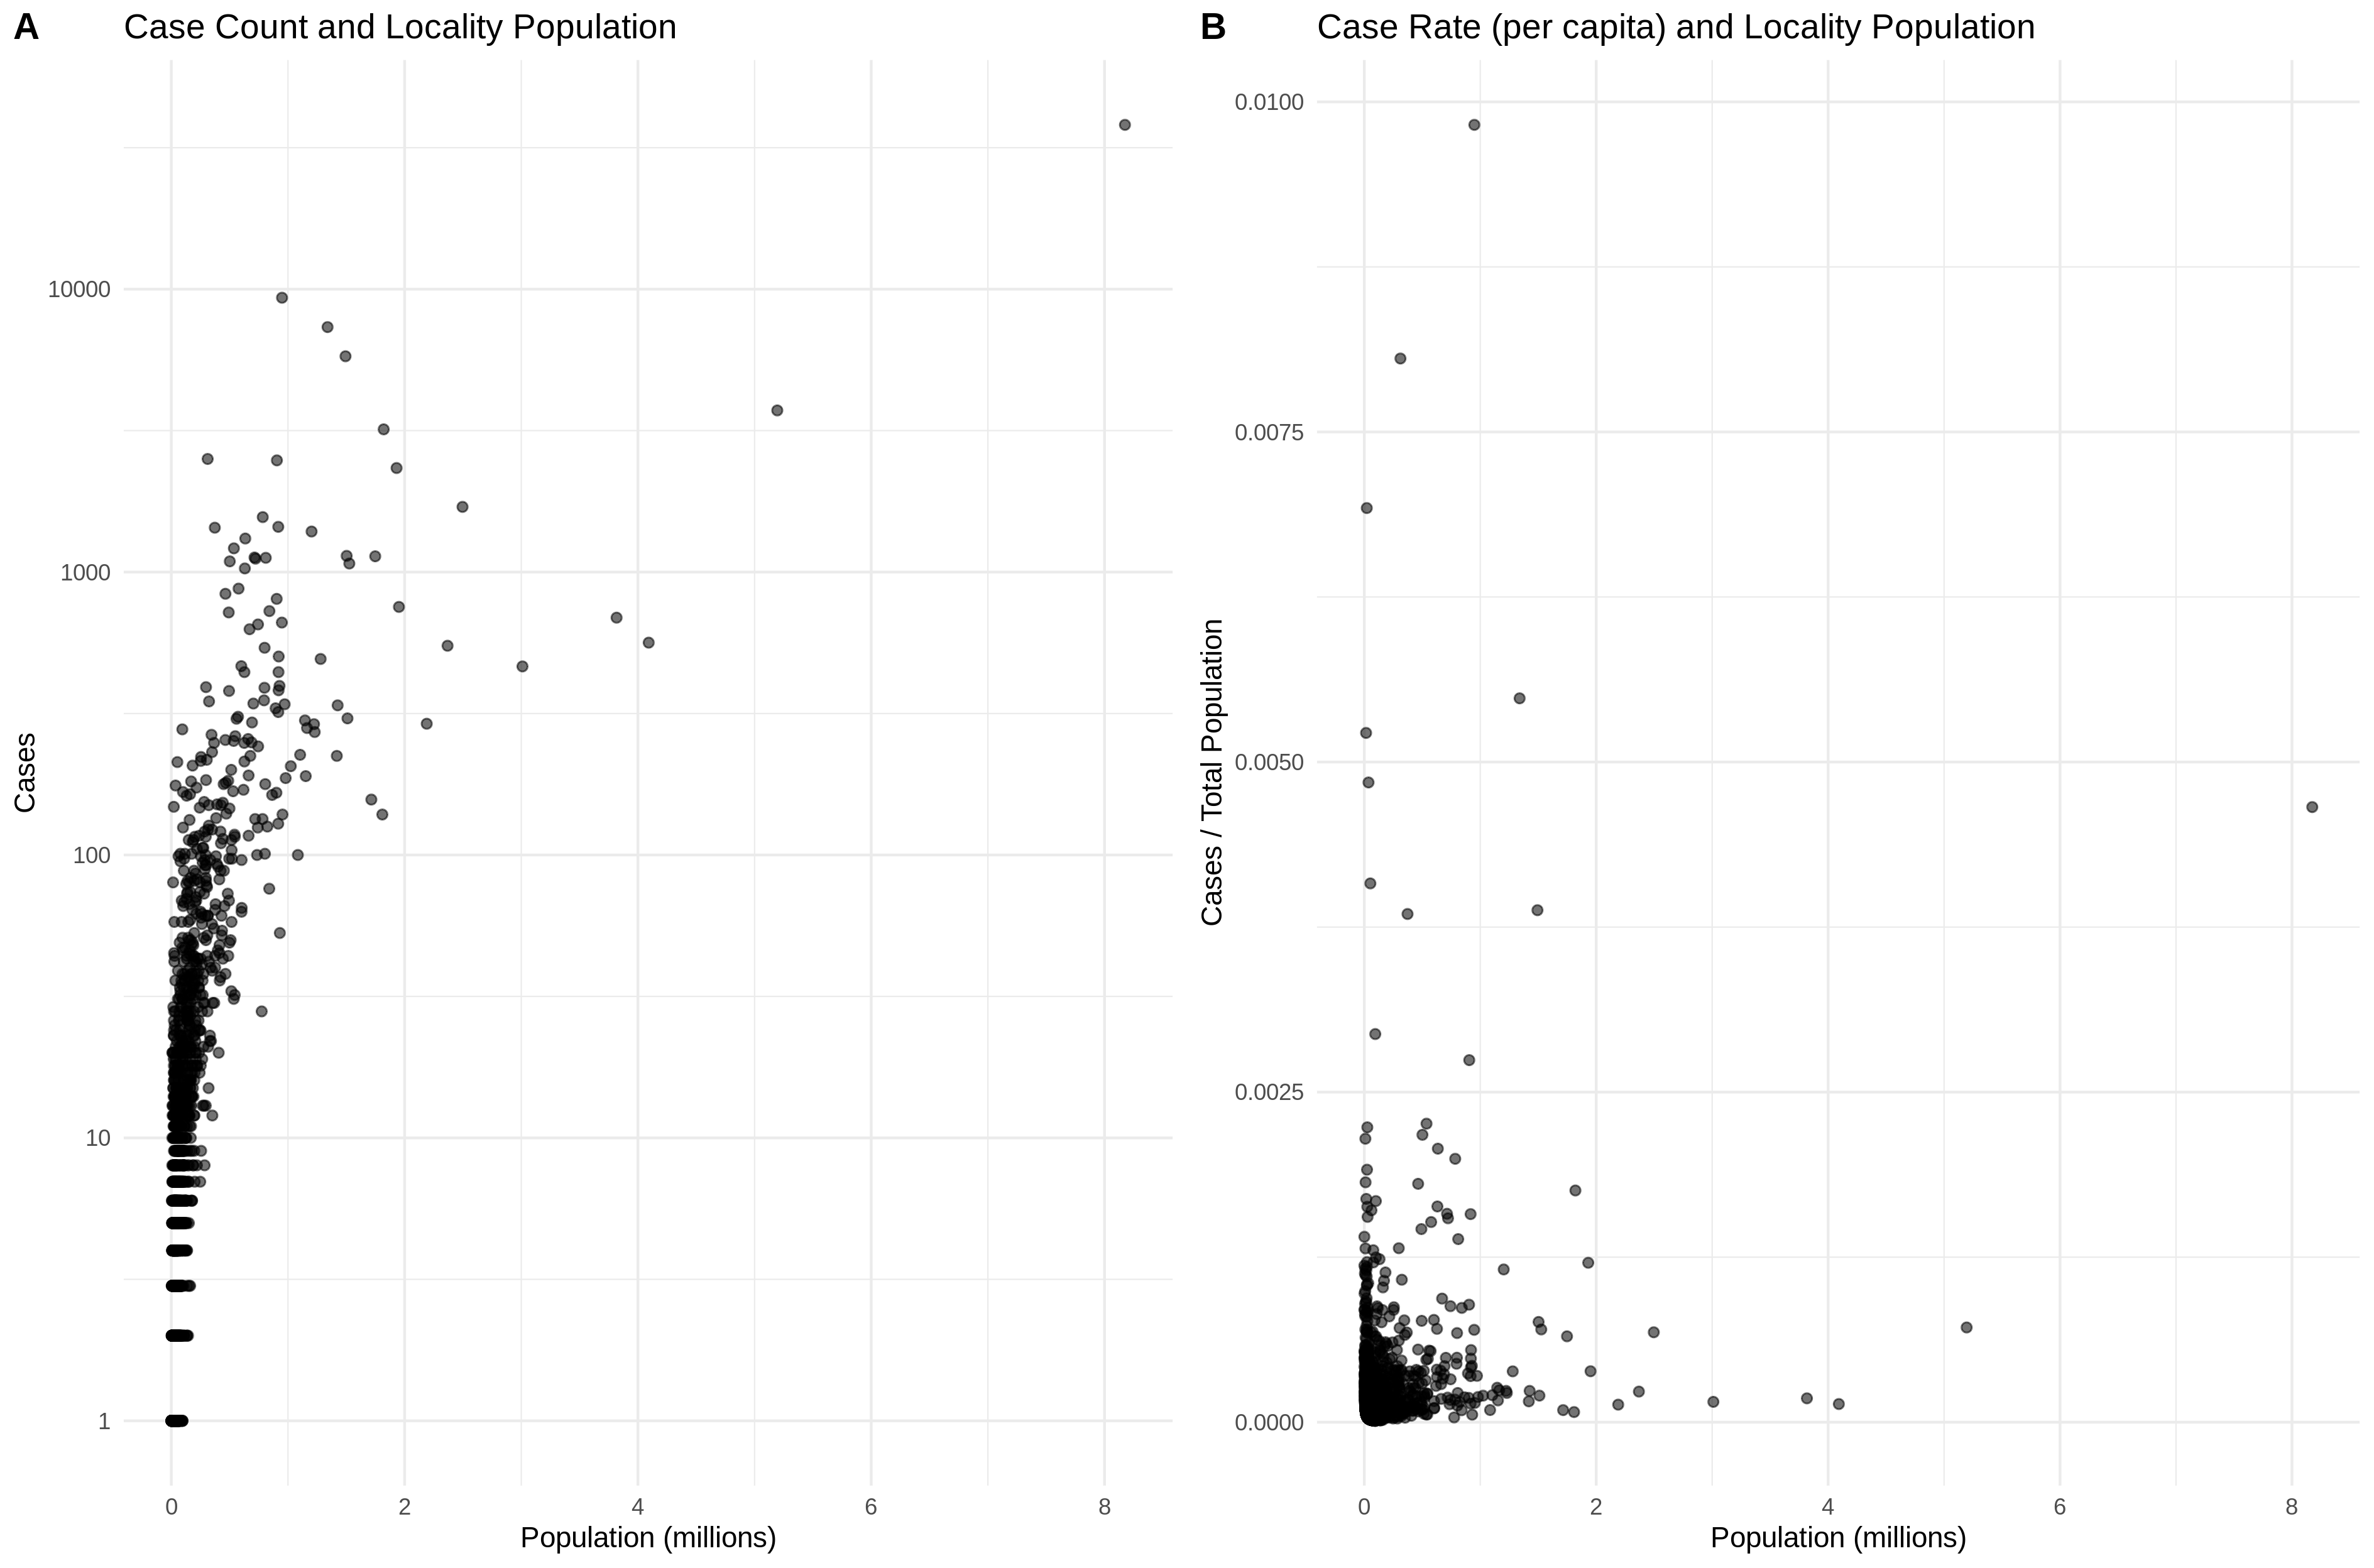 A
Case Count and Locality Population
Cases
10000
1000
100
10
1
0
2
4
6
8
Population (millions)
B
Case Rate (per capita) and Locality Population
Cases / Total Population
0.0100
0.0075
0.0050
0.0025
0.0000
0
2
4
6
8
Population (millions)